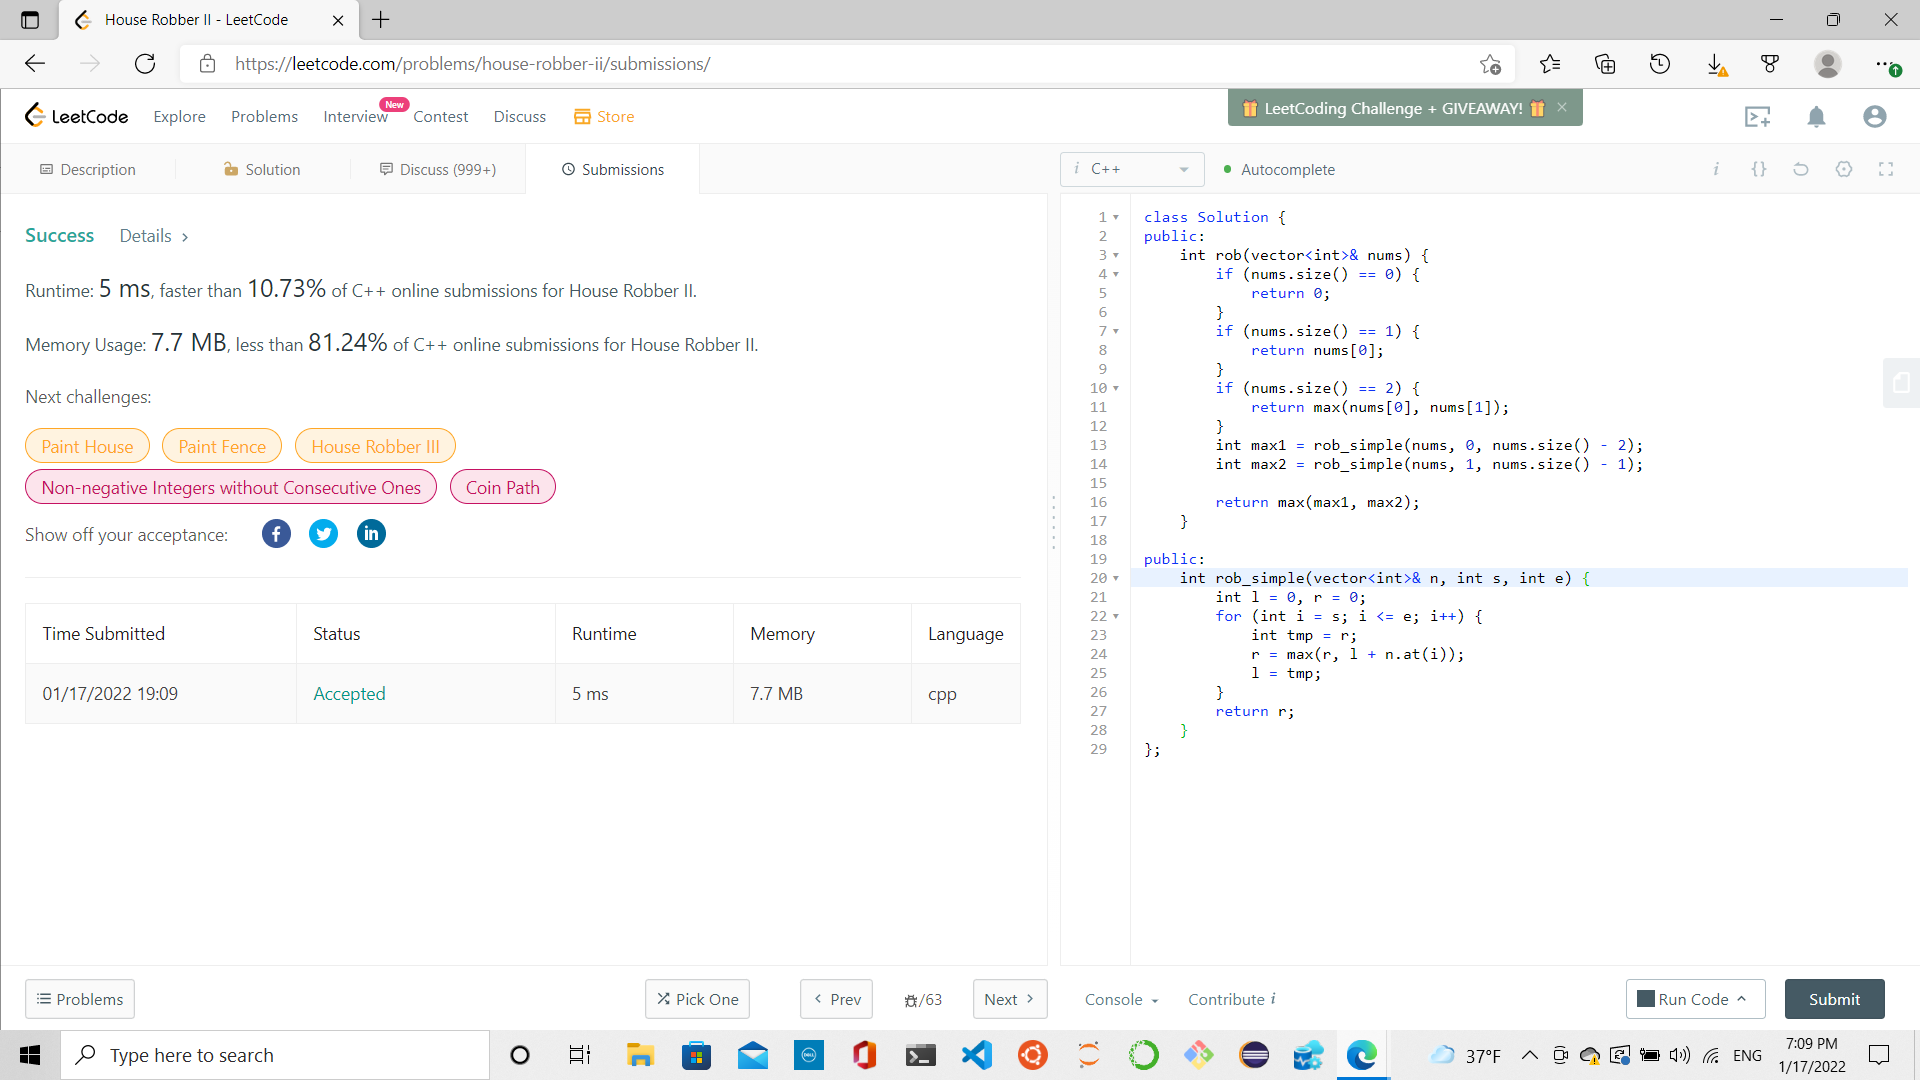 House Robber II - LeetCode
https://leetcode.com/problems/house-robber-ii/submissions/
LeetCode Explore Problems Interview New Contest Discuss Store
LeetCoding Challenge + GIVEAWAY!
Description Solution Discuss (999+) Submissions
i C++ Autocomplete
Success Details >
Runtime: 5 ms, faster than 10.73% of C++ online submissions for House Robber II.
Memory Usage: 7.7 MB, less than 81.24% of C++ online submissions for House Robber II.
Next challenges:
Paint House Paint Fence House Robber III
Non-negative Integers without Consecutive Ones Coin Path
Show off your acceptance:
Time Submitted Status Runtime Memory Language
01/17/2022 19:09 Accepted 5 ms 7.7 MB cpp
1 class Solution {
2 public:
3     int rob(vector<int>& nums) {
4         if (nums.size() == 0) {
5             return 0;
6         }
7         if (nums.size() == 1) {
8             return nums[0];
9         }
10         if (nums.size() == 2) {
11             return max(nums[0], nums[1]);
12         }
13         int max1 = rob_simple(nums, 0, nums.size() - 2);
14         int max2 = rob_simple(nums, 1, nums.size() - 1);
15
16         return max(max1, max2);
17     }
18
19 public:
20     int rob_simple(vector<int>& n, int s, int e) {
21         int l = 0, r = 0;
22         for (int i = s; i <= e; i++) {
23             int tmp = r;
24             r = max(r, l + n.at(i));
25             l = tmp;
26         }
27         return r;
28     }
29 };
Problems Pick One < Prev /63 Next > Console Contribute i Run Code Submit
Type here to search
37°F ENG
7:09 PM
1/17/2022